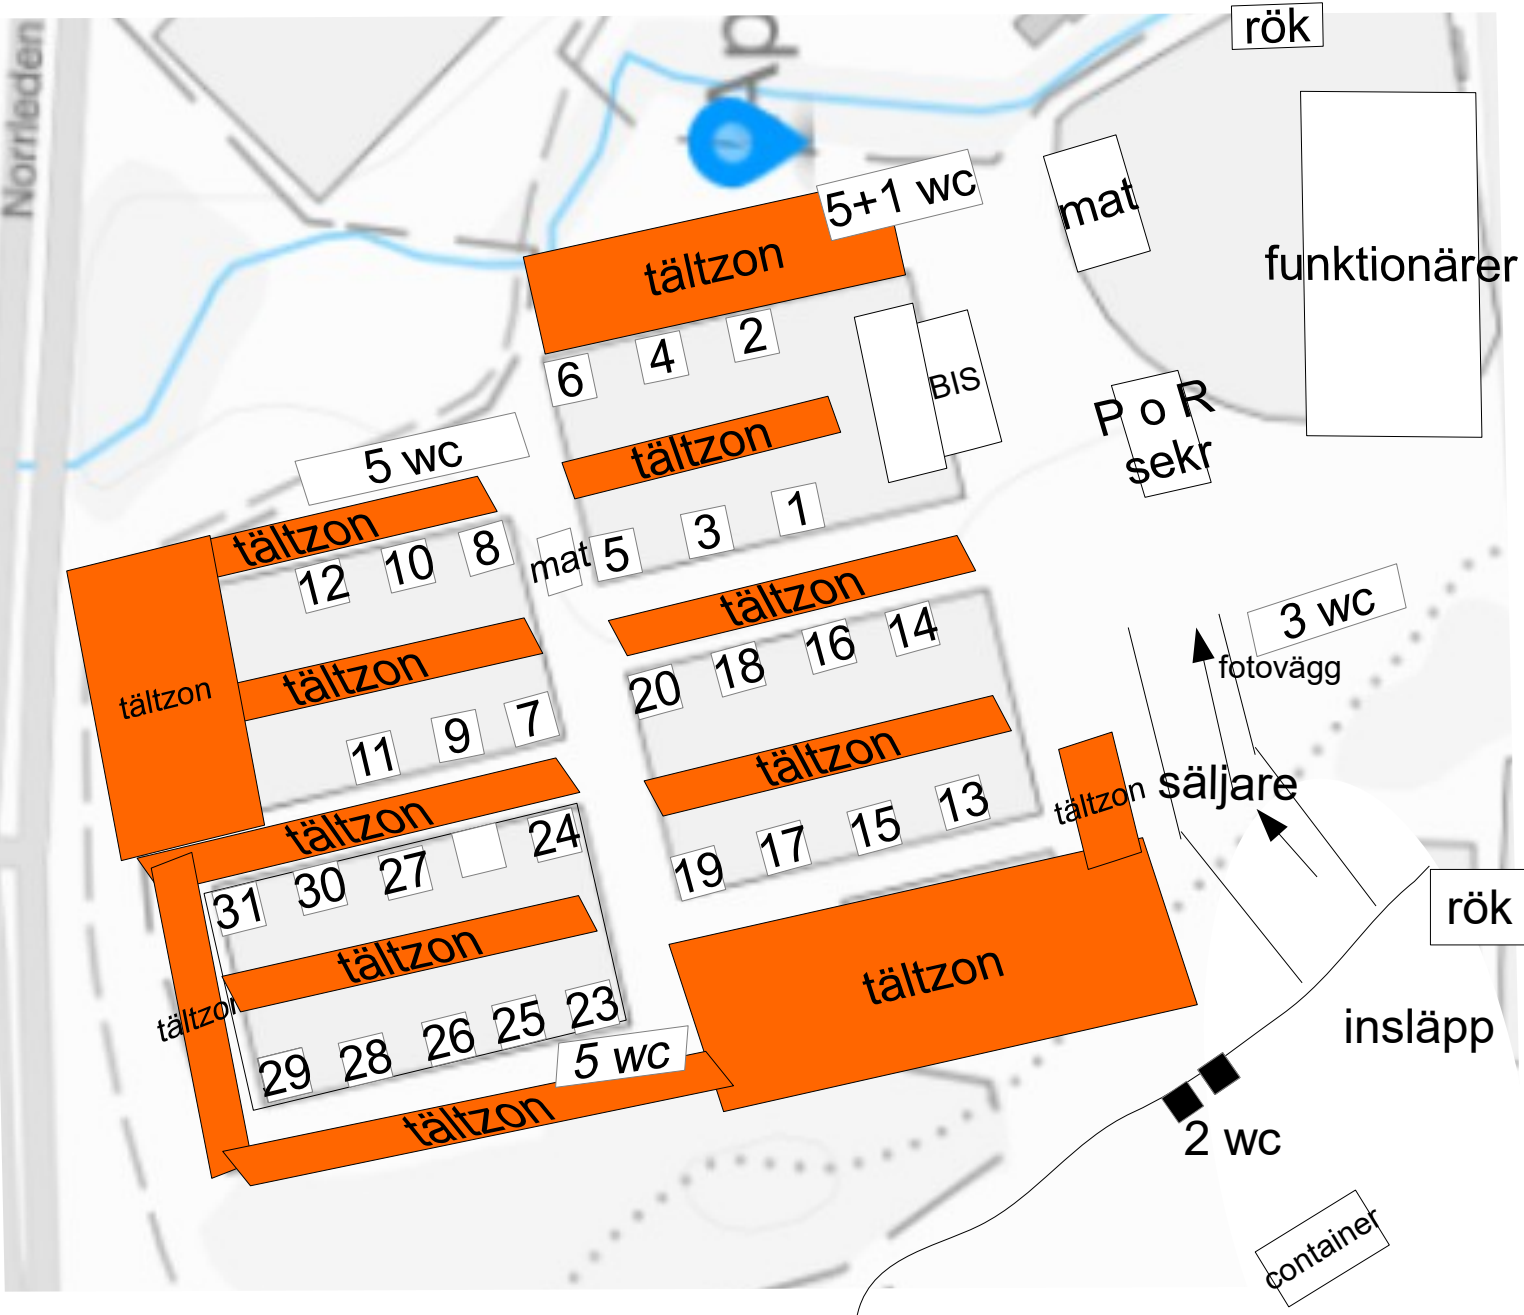 rök
Norrleden
Ap
5+1 wc
mat
tältzon
funktionärer
6
4
2
BIS
P o R
sekr
tältzon
5 wc
tältzon
12
10
8
mat
5
3
1
tältzon
3 wc
fotovägg
20
18
16
14
tältzon
tältzon
11
9
7
tältzon
säljare
tältzon
19
17
15
13
tältzon
31
30
27
24
rök
tältzon
tältzon
tältzon
insläpp
29
28
26
25
23
5 wc
tältzon
2 wc
container